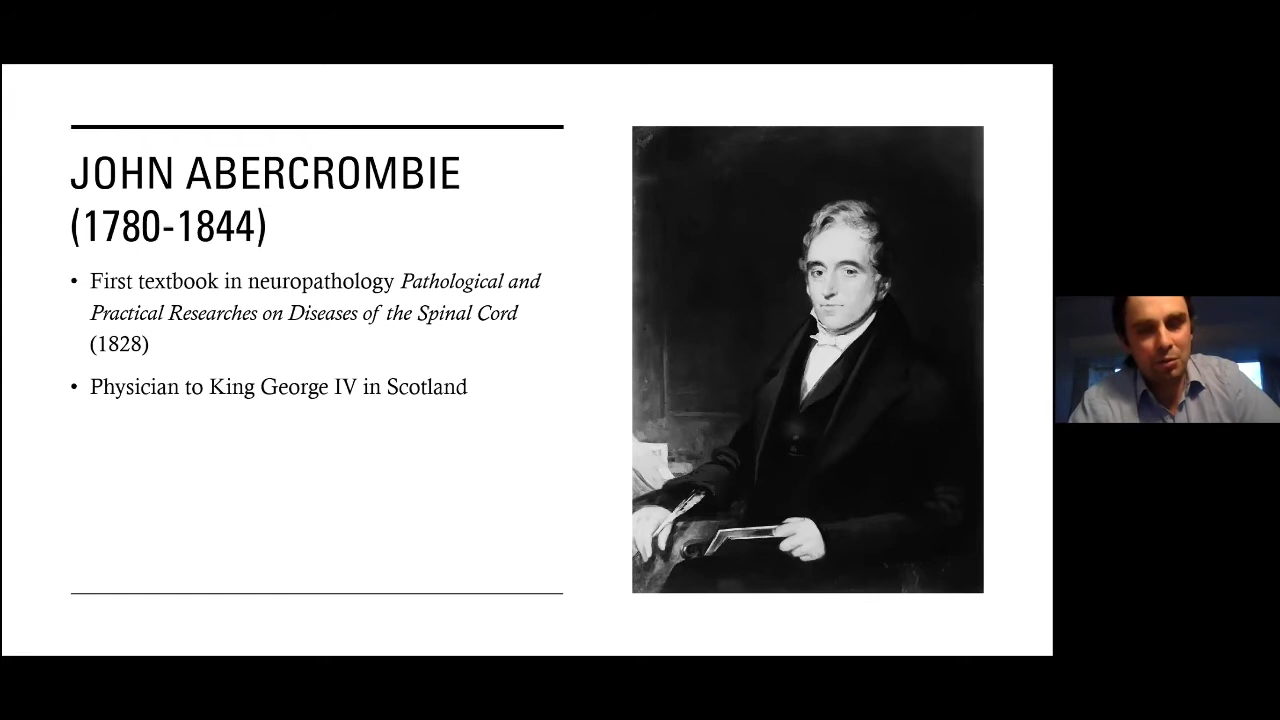 JOHN ABERCROMBIE
(1780-1844)
• First textbook in neuropathology Pathological and
Practical Researches on Diseases of the Spinal Cord
(1828)
• Physician to King George IV in Scotland